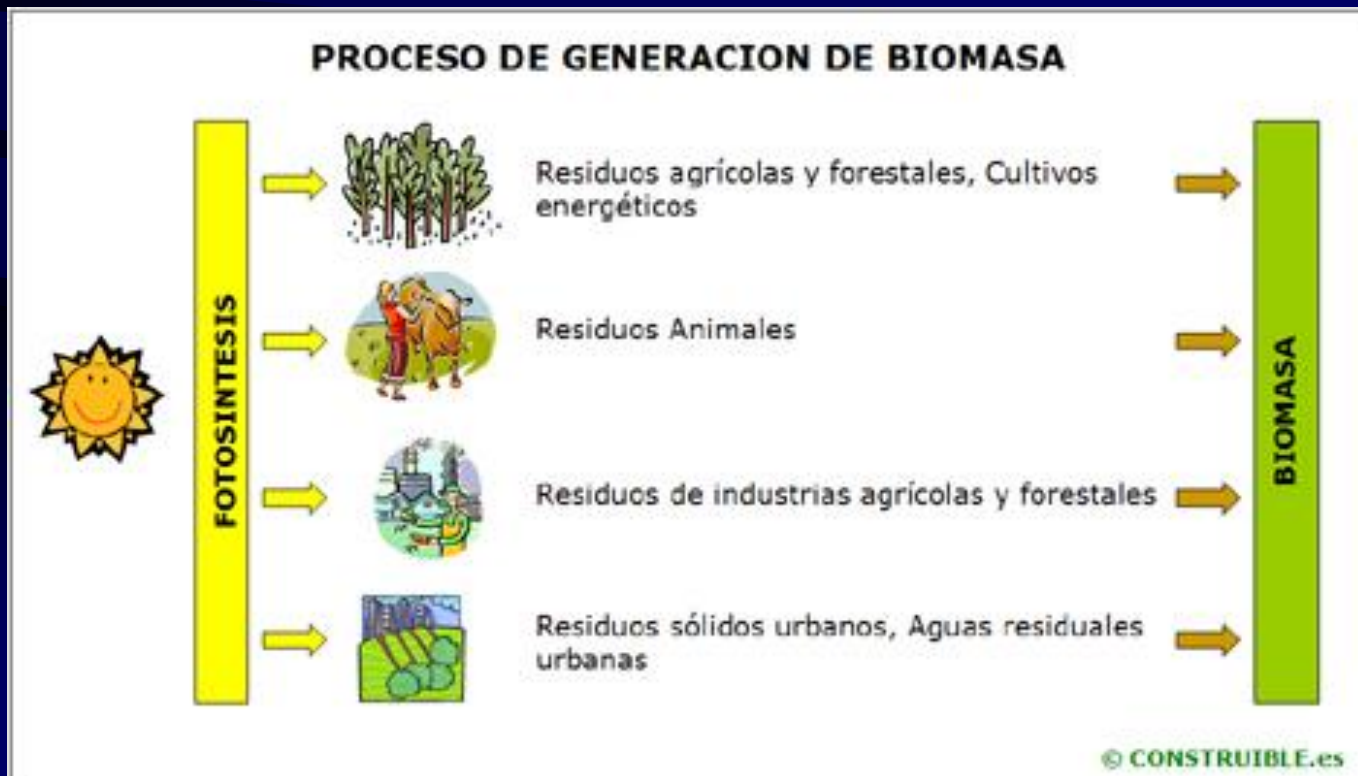 PROCESO DE GENERACION DE BIOMASA
FOTOSINTESIS
Residuos agrícolas y forestales, Cultivos
energéticos
Residuos Animales
Residuos de industrias agrícolas y forestales
Residuos sólidos urbanos, Aguas residuales
urbanas
BIOMASA
© CONSTRUIBLE.es